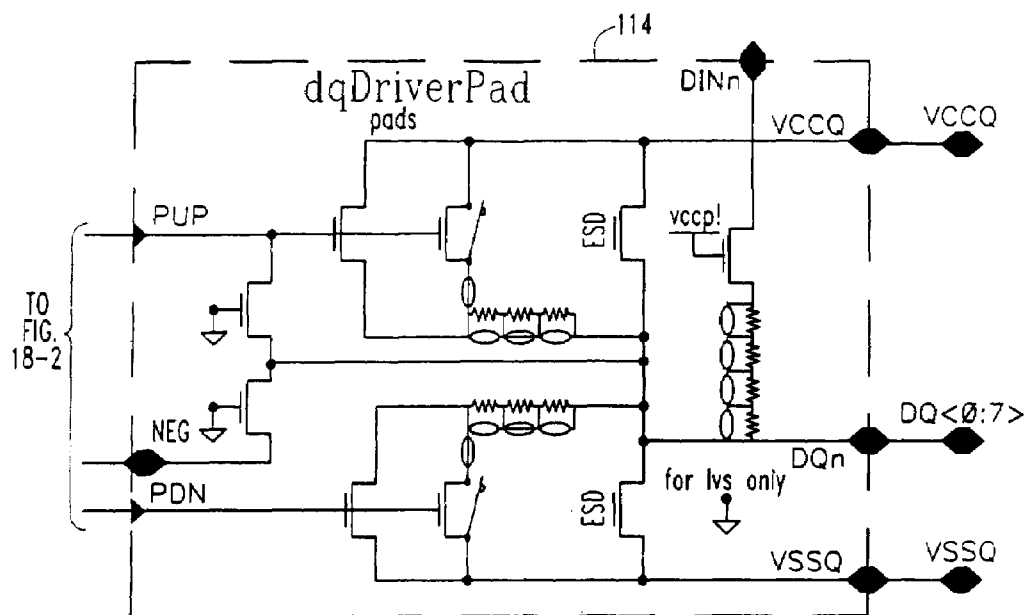 114
dqDriverPad
pads
DINn
VCCQ
VCCQ
PUP
ESD
vccp!
TO
FIG.
18-2
NEG
DQ<0:7>
DQn
for lvs only
PDN
ESD
VSSQ
VSSQ